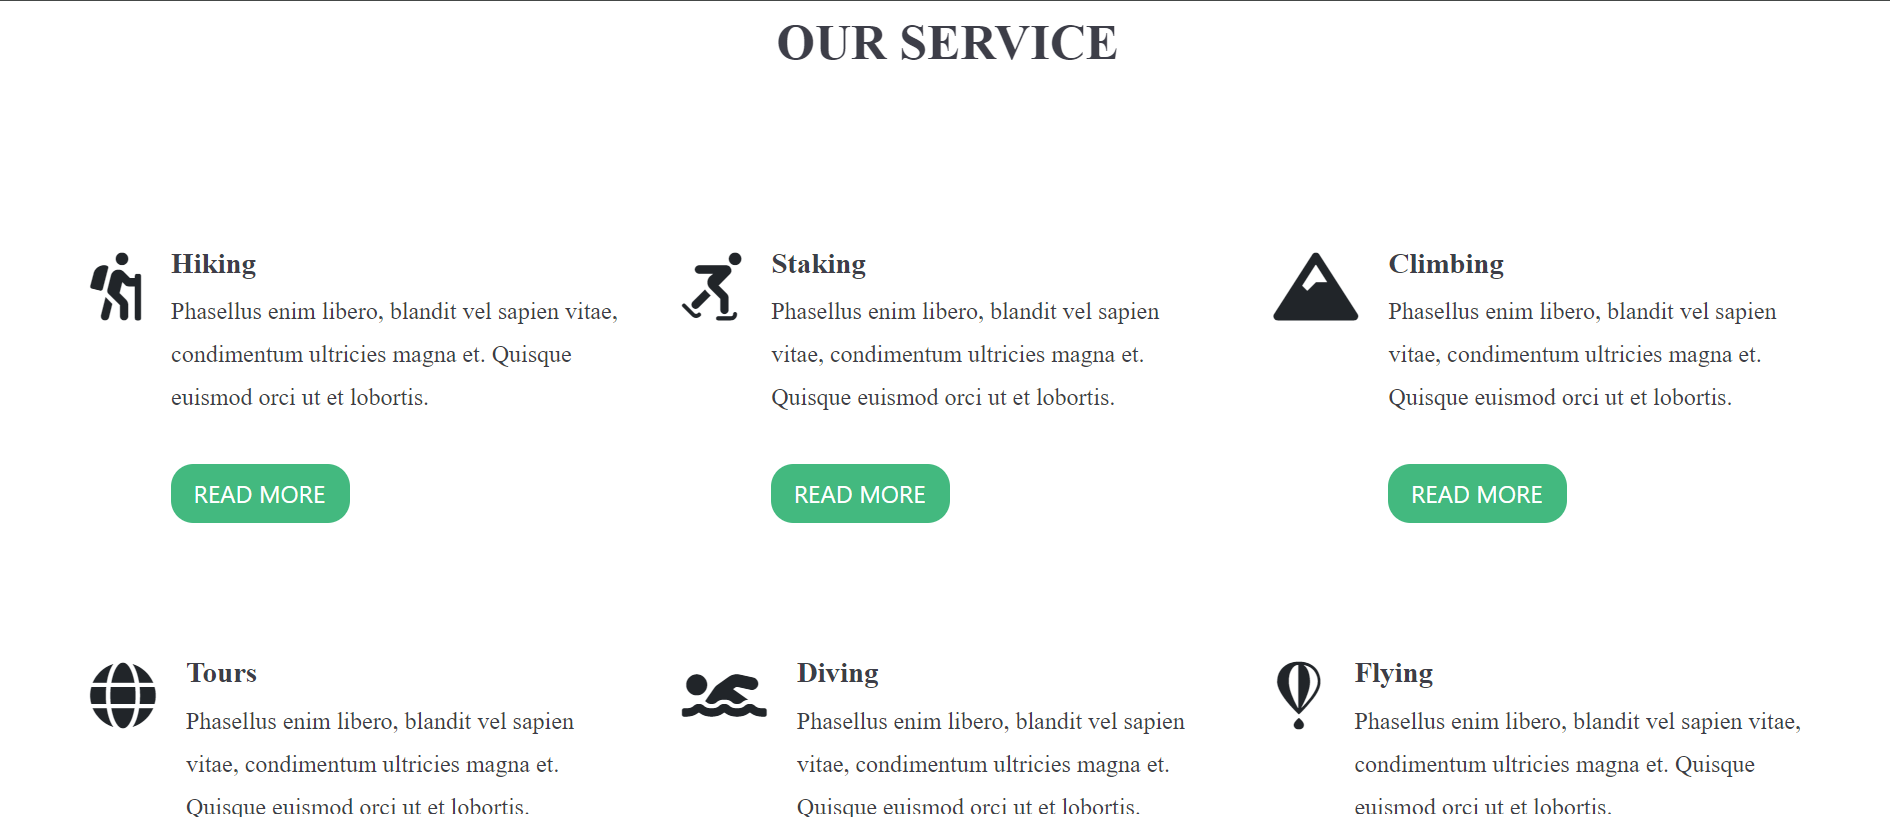 OUR SERVICE
Hiking
Phasellus enim libero, blandit vel sapien vitae,
condimentum ultricies magna et. Quisque
euismod orci ut et lobortis.
READ MORE
Staking
Phasellus enim libero, blandit vel sapien
vitae, condimentum ultricies magna et.
Quisque euismod orci ut et lobortis.
READ MORE
Climbing
Phasellus enim libero, blandit vel sapien
vitae, condimentum ultricies magna et.
Quisque euismod orci ut et lobortis.
READ MORE
Tours
Phasellus enim libero, blandit vel sapien
vitae, condimentum ultricies magna et.
Quisque euismod orci ut et lobortis.
Diving
Phasellus enim libero, blandit vel sapien
vitae, condimentum ultricies magna et.
Quisque euismod orci ut et lobortis.
Flying
Phasellus enim libero, blandit vel sapien vitae,
condimentum ultricies magna et. Quisque
euismod orci ut et lobortis.